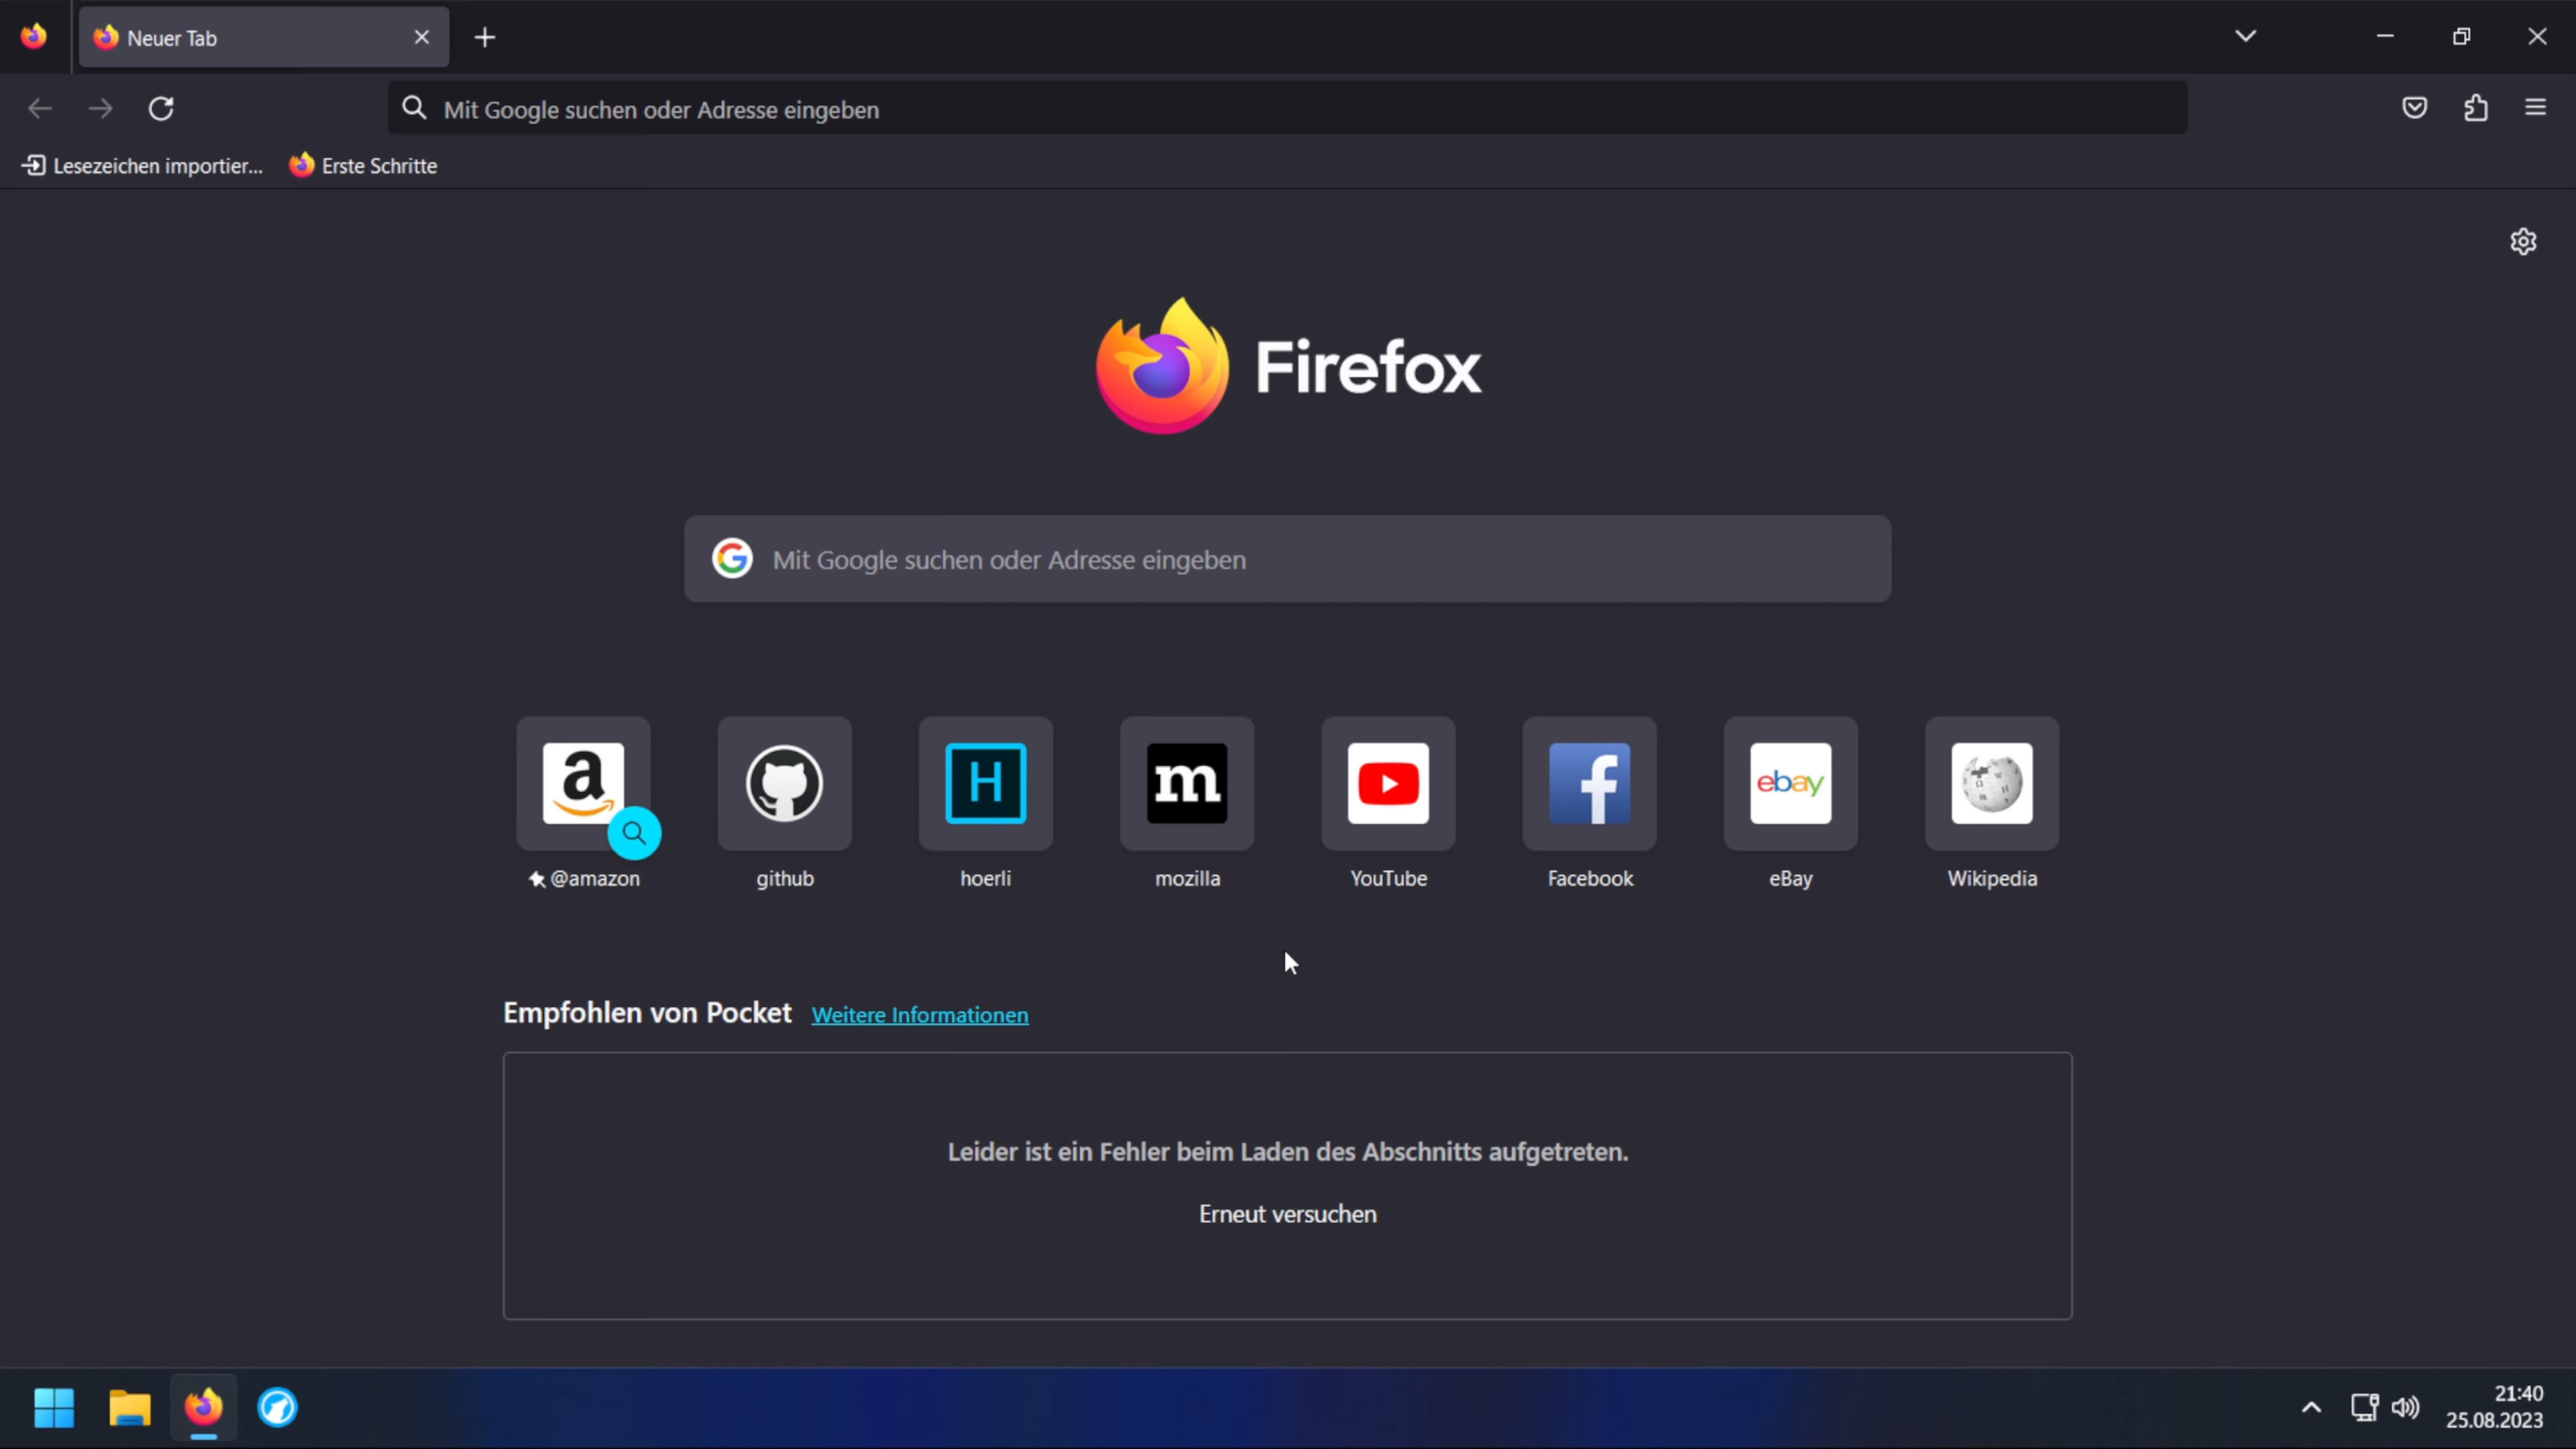 Neuer Tab
Mit Google suchen oder Adresse eingeben
Lesezeichen importier...
Erste Schritte
Firefox
Mit Google suchen oder Adresse eingeben
a
H
m
f
ebay
@amazon
github
hoerli
mozilla
YouTube
Facebook
eBay
Wikipedia
Empfohlen von Pocket Weitere Informationen
Leider ist ein Fehler beim Laden des Abschnitts aufgetreten.
Erneut versuchen
21:40
25.08.2023